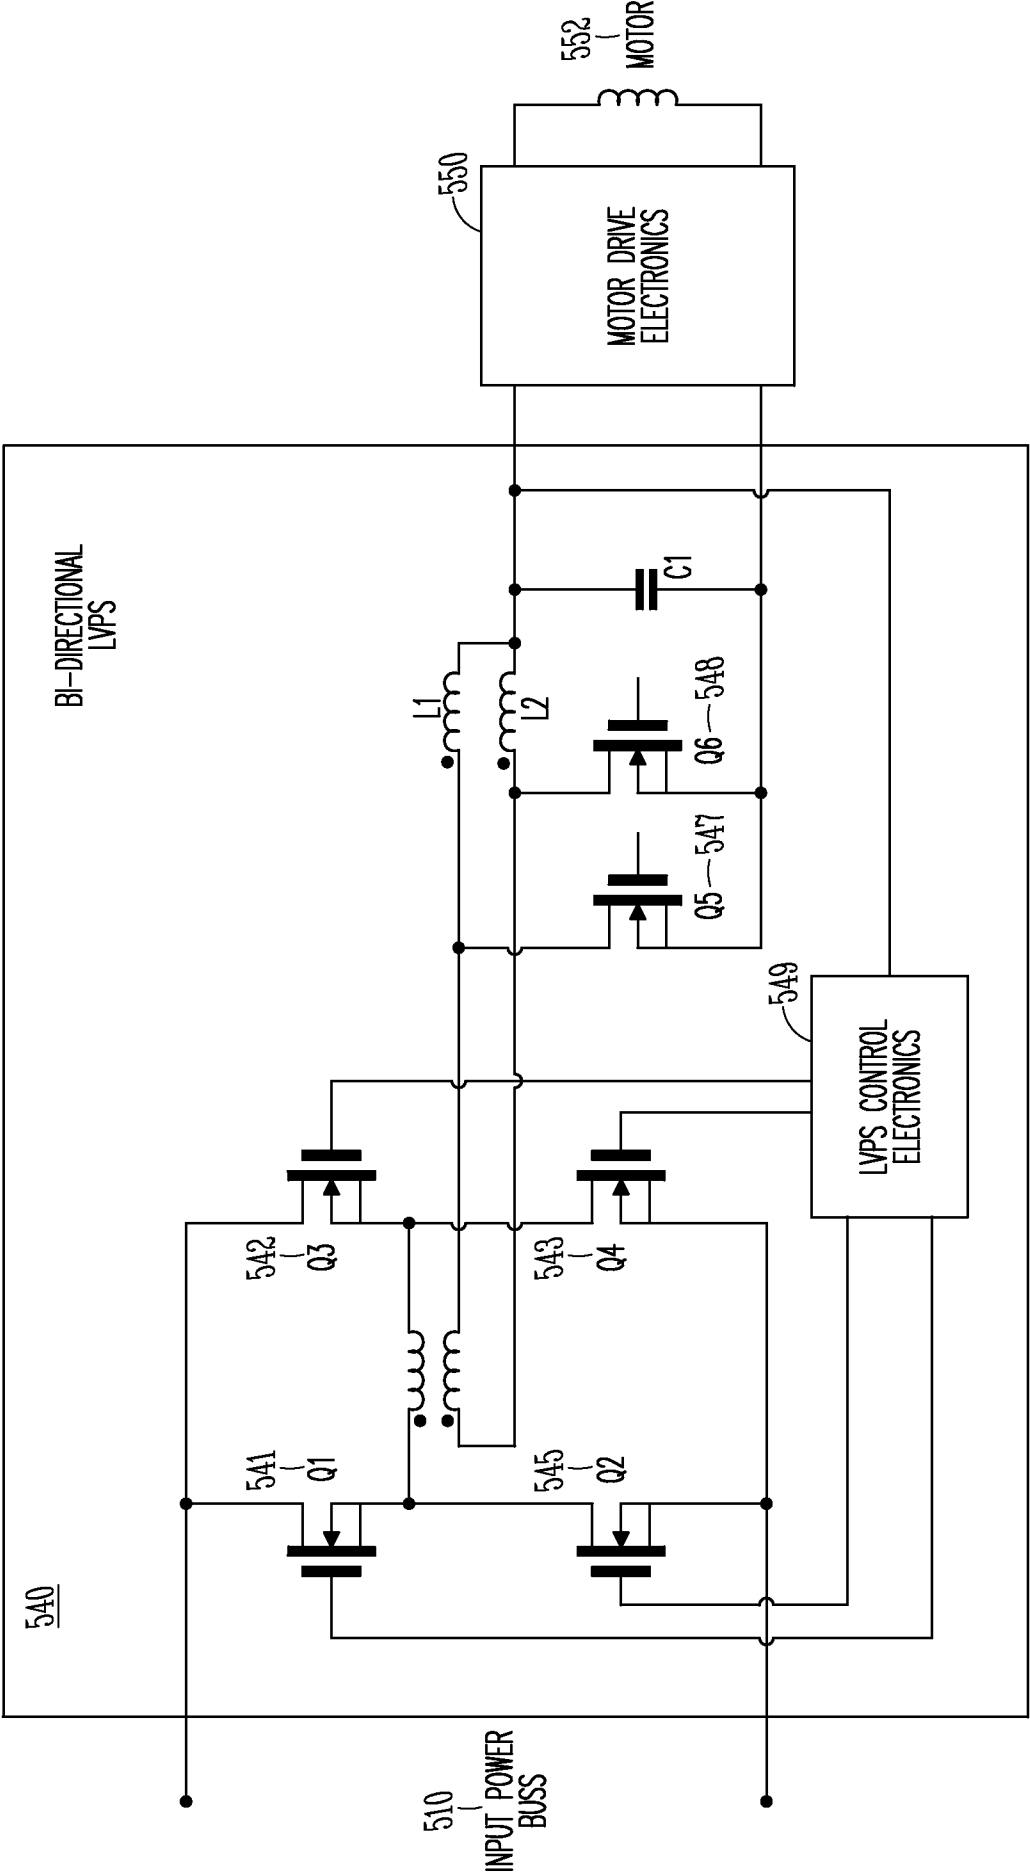 540
BI-DIRECTIONAL
LVPS
510
INPUT POWER
BUSS
541
Q1
542
Q3
545
Q2
543
Q4
L1
L2
Q5
547
Q6
548
C1
549
LVPS CONTROL
ELECTRONICS
550
MOTOR DRIVE
ELECTRONICS
552
MOTOR